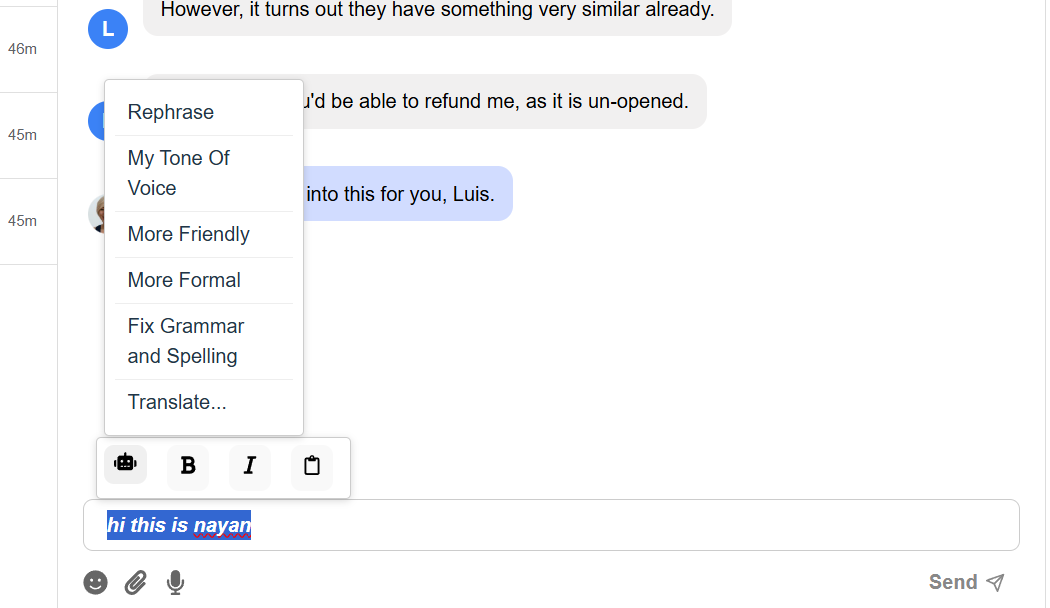 However, it turns out they have something very similar already.
L
46m
u'd be able to refund me, as it is un-opened.
45m
into this for you, Luis.
45m
Rephrase
My Tone Of
Voice
More Friendly
More Formal
Fix Grammar
and Spelling
Translate...
B I
hi this is nayan
Send